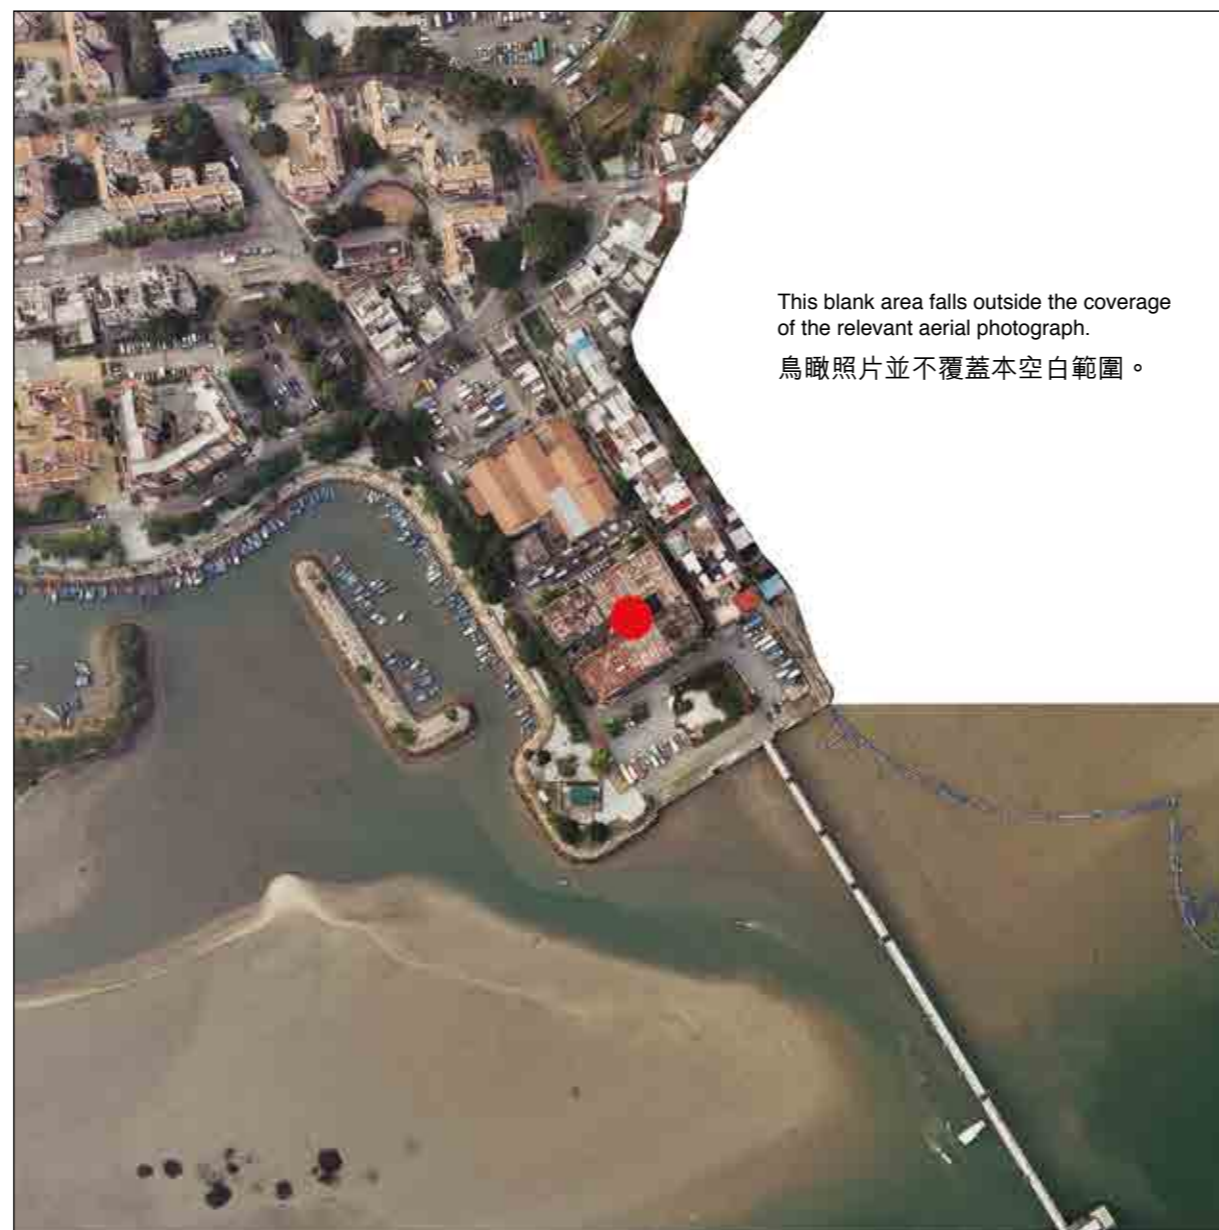 This blank area falls outside the coverage
of the relevant aerial photograph.
鳥瞰照片並不覆蓋本空白範圍。